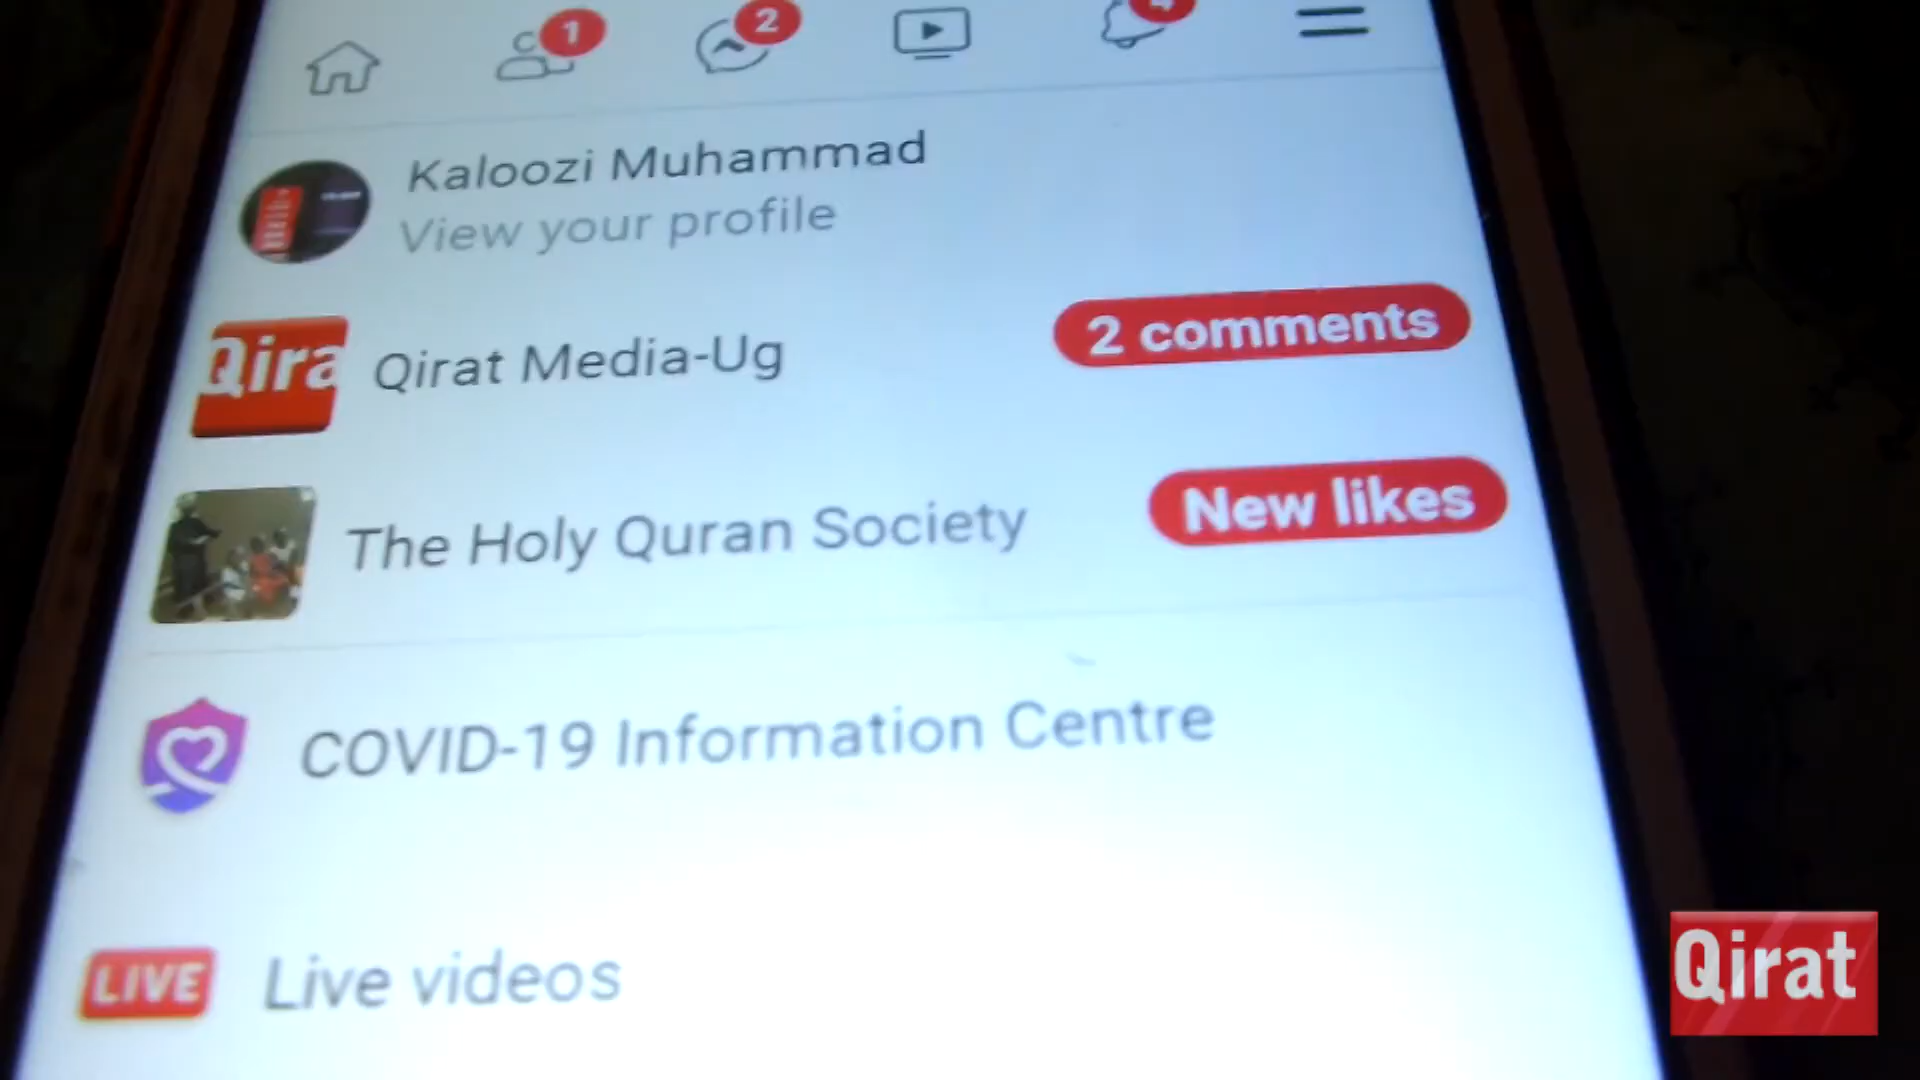 1
2
4
Kaloozi Muhammad
View your profile
Qira
Qirat Media-Ug
2 comments
The Holy Quran Society
New likes
COVID-19 Information Centre
LIVE
Live videos
Qirat